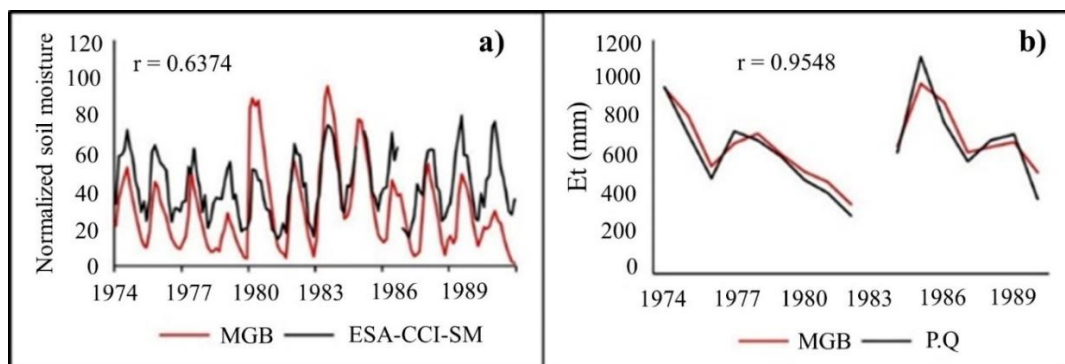 a)
r = 0.6374
Normalized soil moisture
120
100
80
60
40
20
0
1974 1977 1980 1983 1986 1989
MGB ESA-CCI-SM
b)
r = 0.9548
Et (mm)
1200
1000
800
600
400
200
0
1974 1977 1980 1983 1986 1989
MGB P.Q